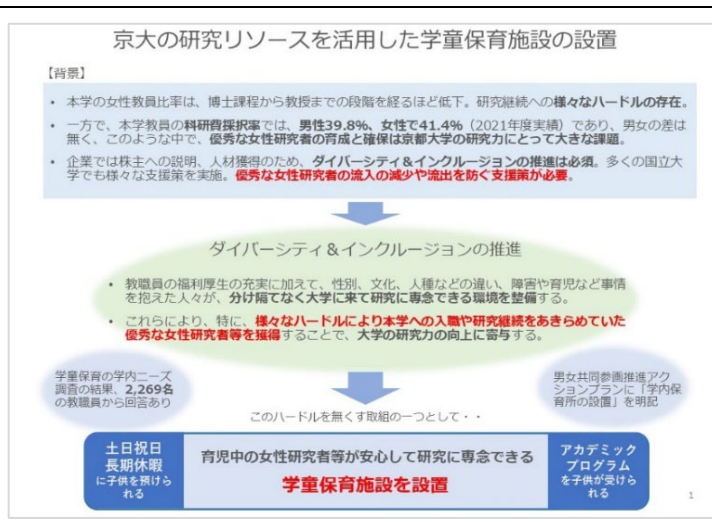 京大の研究リソースを活用した学童保育施設の設置
【背景】
• 本学の女性教員比率は、博士課程から教授までの段階を経るほど低下。研究継続への様々なハードルの存在。
• 一方で、本学教員の科研費採択率では、男性39.8%、女性で41.4%（2021年度実績）であり、男女の差は
無く、このような中で、優秀な女性研究者の育成と確保は京都大学の研究力にとって大きな課題。
• 企業では株主への説明、人材獲得のため、ダイバーシティ&インクルージョンの推進は必須。多くの国立大
学でも様々な支援策を実施。優秀な女性研究者の流入の減少や流出を防ぐ支援策が必要。
ダイバーシティ＆インクルージョンの推進
• 教職員の福利厚生の充実に加えて、性別、文化、人種などの違い、障害や育児など事情
を抱えた人々が、分け隔てなく大学に来て研究に専念できる環境を整備する。
• これらにより、特に、様々なハードルにより本学への入職や研究継続をあきらめていた
優秀な女性研究者等を獲得することで、大学の研究力の向上に寄与する。
学童保育の学内ニーズ
調査の結果、2,269名
の教職員から回答あり
男女共同参画推進アク
ションプランに「学内保
育所の設置」を明記
このハードルを無くす取組の一つとして・・
土日祝日
長期休暇
に子供を預けら
れる
育児中の女性研究者等が安心して研究に専念できる
学童保育施設を設置
アカデミック
プログラム
を子供が受けら
れる
1